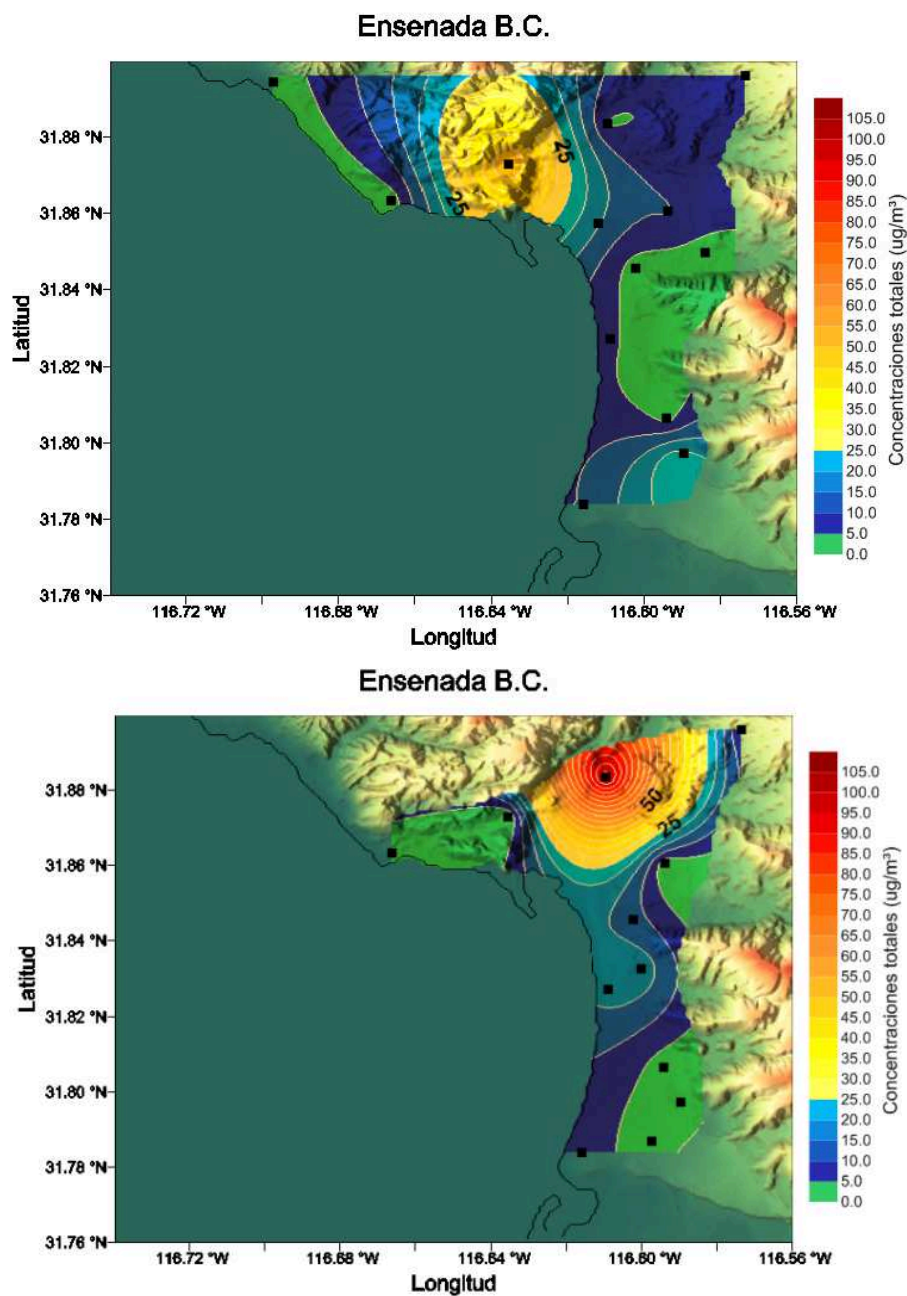 Ensenada B.C.
31.88 °N
31.86 °N
31.84 °N
31.82 °N
31.80 °N
31.78 °N
31.76 °N
Latitud
25
25
116.72 °W
116.68 °W
116.64 °W
116.60 °W
116.56 °W
Longitud
105.0
100.0
95.0
90.0
85.0
80.0
75.0
70.0
65.0
60.0
55.0
50.0
45.0
40.0
35.0
30.0
25.0
20.0
15.0
10.0
5.0
0.0
Concentraciones totales (ug/m³)
Ensenada B.C.
31.88 °N
31.86 °N
31.84 °N
31.82 °N
31.80 °N
31.78 °N
31.76 °N
Latitud
50
25
116.72 °W
116.68 °W
116.64 °W
116.60 °W
116.56 °W
Longitud
105.0
100.0
95.0
90.0
85.0
80.0
75.0
70.0
65.0
60.0
55.0
50.0
45.0
40.0
35.0
30.0
25.0
20.0
15.0
10.0
5.0
0.0
Concentraciones totales (ug/m³)